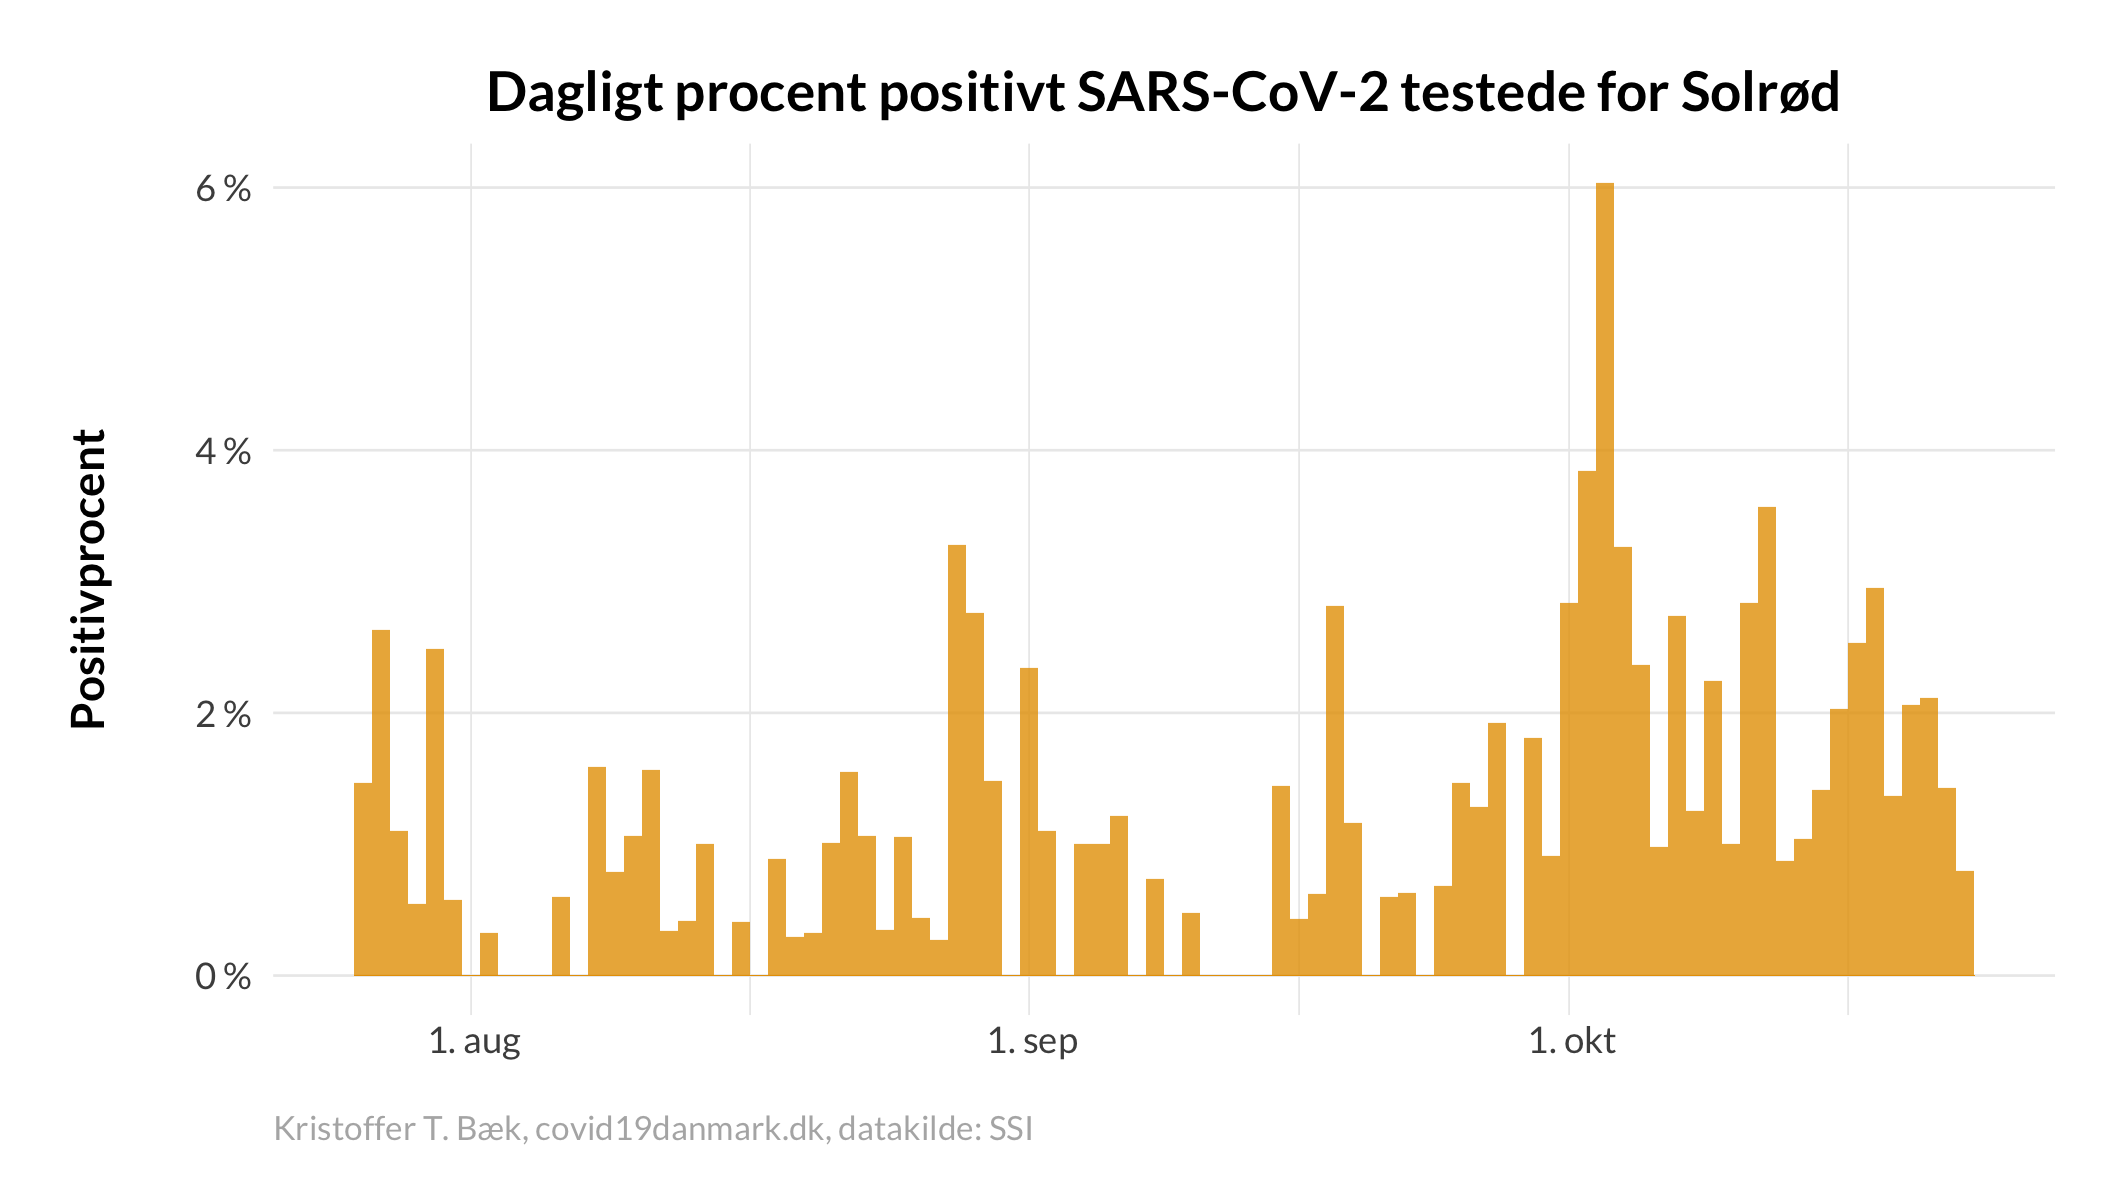 Dagligt procent positivt SARS-CoV-2 testede for Solrød
Positivprocent
6 %
4 %
2 %
0 %
1. aug
1. sep
1. okt
Kristoffer T. Bæk, covid19danmark.dk, datakilde: SSI